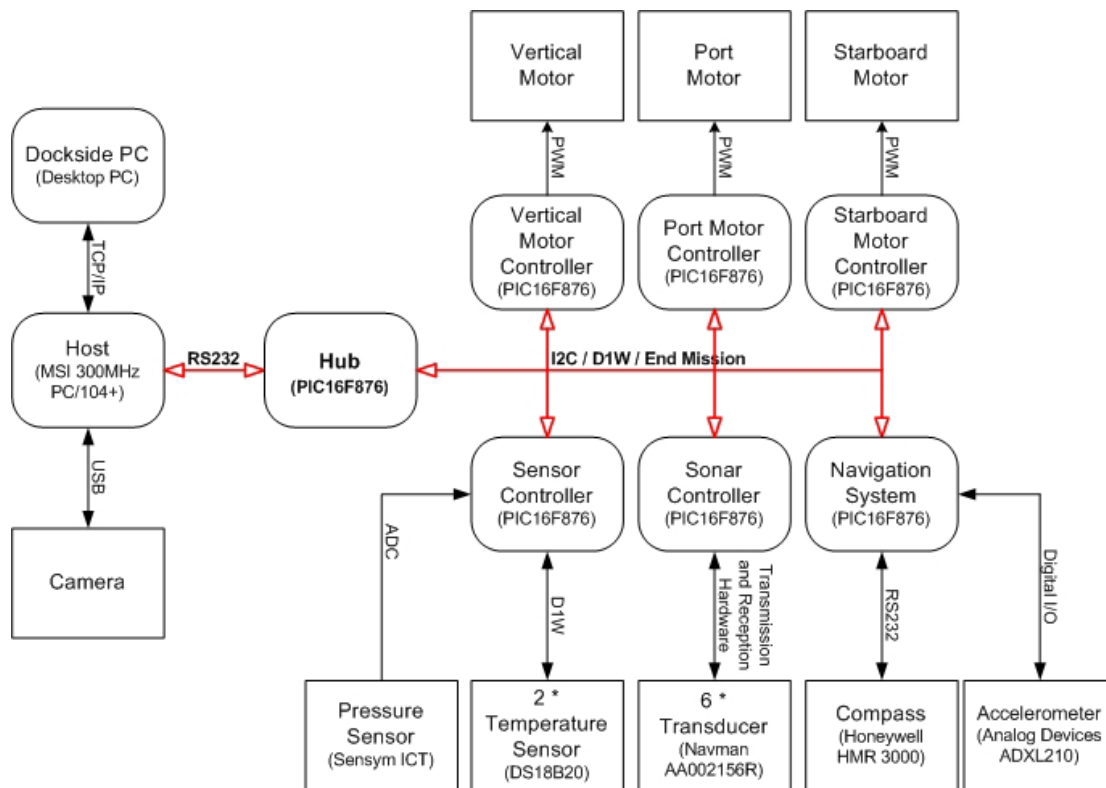 Vertical
Motor
Port
Motor
Starboard
Motor
PWM
PWM
PWM
Dockside PC
(Desktop PC)
TCP/IP
Vertical
Motor
Controller
(PIC16F876)
Port Motor
Controller
(PIC16F876)
Starboard
Motor
Controller
(PIC16F876)
Host
(MSI 300MHz
PC/104+)
RS232
Hub
(PIC16F876)
I2C / D1W / End Mission
USB
Camera
Sensor
Controller
(PIC16F876)
Sonar
Controller
(PIC16F876)
Navigation
System
(PIC16F876)
ADC
D1W
Transmission
and Reception
Hardware
RS232
Digital I/O
Pressure
Sensor
(Sensym ICT)
2 *
Temperature
Sensor
(DS18B20)
6 *
Transducer
(Navman
AA002156R)
Compass
(Honeywell
HMR 3000)
Accelerometer
(Analog Devices
ADXL210)